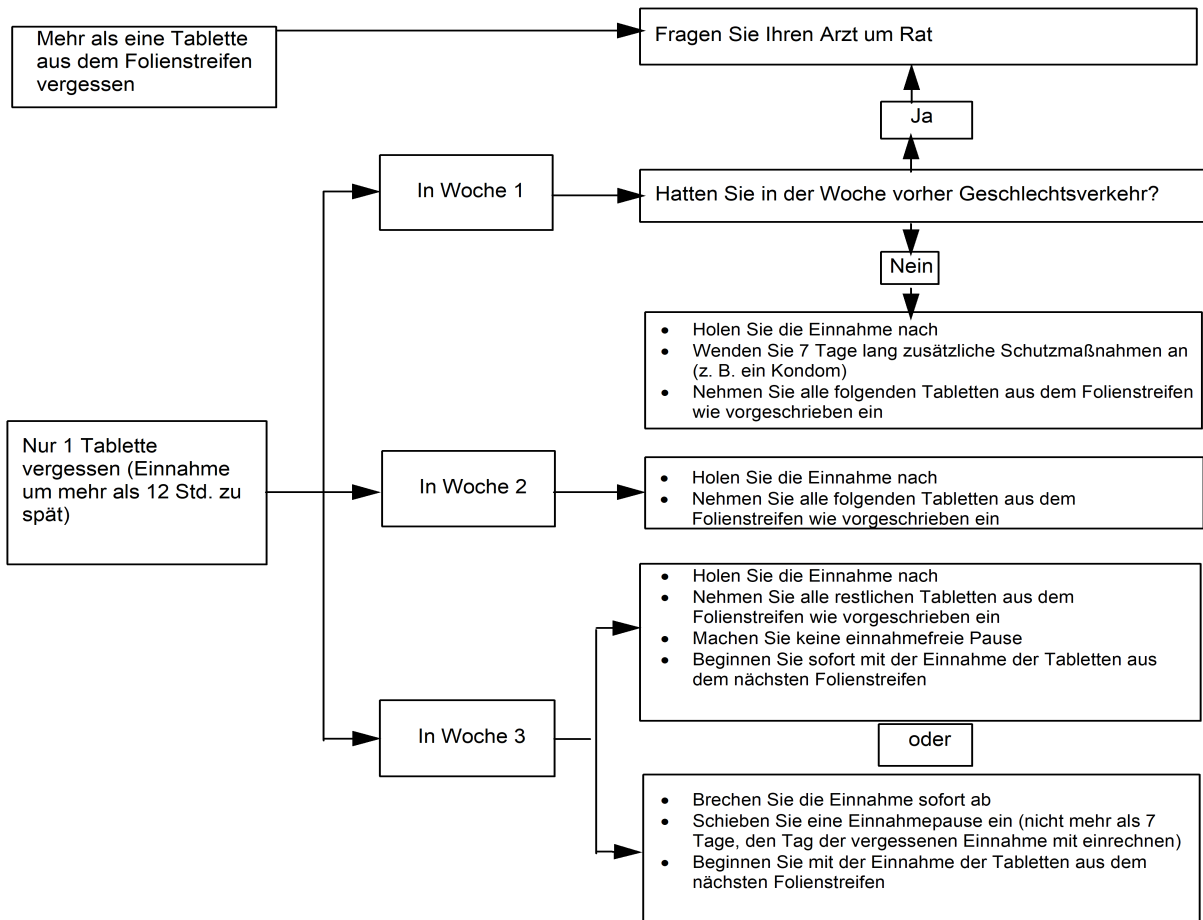 Mehr als eine Tablette
aus dem Folienstreifen
vergessen
Fragen Sie Ihren Arzt um Rat
Ja
In Woche 1
Hatten Sie in der Woche vorher Geschlechtsverkehr?
Nein
• Holen Sie die Einnahme nach
• Wenden Sie 7 Tage lang zusätzliche Schutzmaßnahmen an
(z. B. ein Kondom)
• Nehmen Sie alle folgenden Tabletten aus dem Folienstreifen
wie vorgeschrieben ein
Nur 1 Tablette
vergessen (Einnahme
um mehr als 12 Std. zu
spät)
In Woche 2
• Holen Sie die Einnahme nach
• Nehmen Sie alle folgenden Tabletten aus dem
Folienstreifen wie vorgeschrieben ein
In Woche 3
• Holen Sie die Einnahme nach
• Nehmen Sie alle restlichen Tabletten aus dem
Folienstreifen wie vorgeschrieben ein
• Machen Sie keine einnahmefreie Pause
• Beginnen Sie sofort mit der Einnahme der Tabletten aus
dem nächsten Folienstreifen
oder
• Brechen Sie die Einnahme sofort ab
• Schieben Sie eine Einnahmepause ein (nicht mehr als 7
Tage, den Tag der vergessenen Einnahme mit einrechnen)
• Beginnen Sie mit der Einnahme der Tabletten aus dem
nächsten Folienstreifen